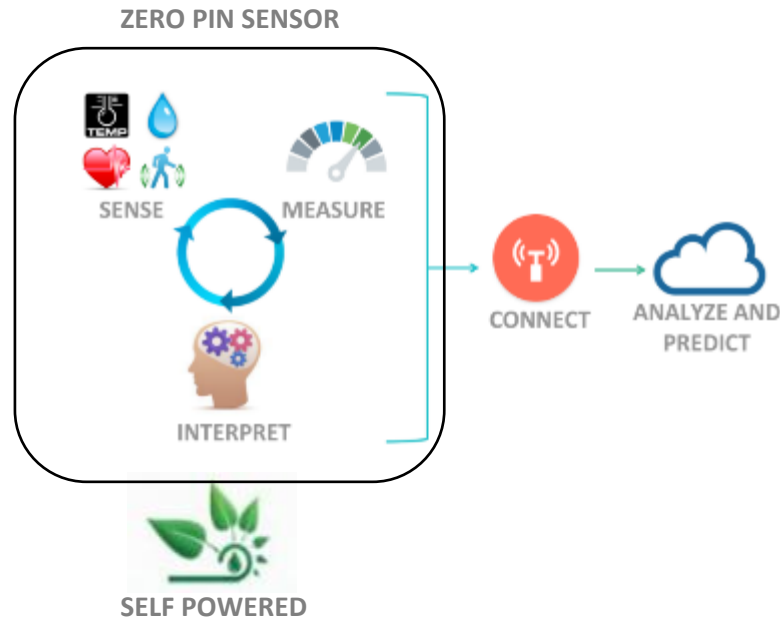 ZERO PIN SENSOR
TEMP
SENSE
MEASURE
INTERPRET
CONNECT
ANALYZE AND
PREDICT
SELF POWERED